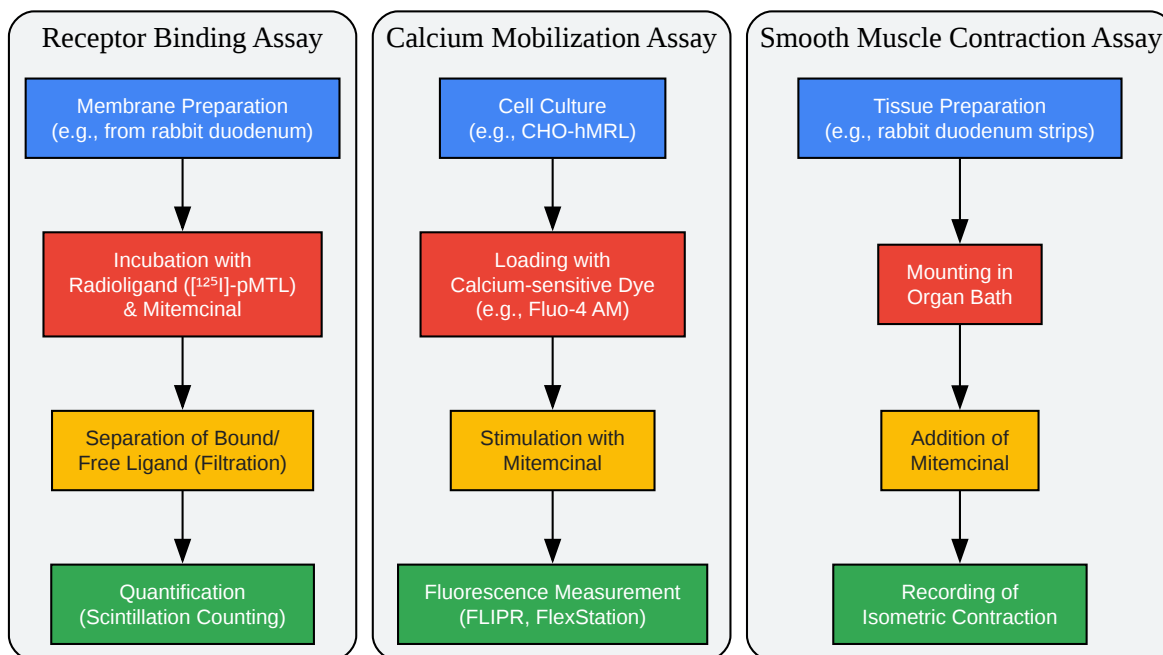 Receptor Binding Assay
Membrane Preparation
(e.g., from rabbit duodenum)
Incubation with
Radioligand ([¹²⁵I]-pMTL)
& Mitemcinal
Separation of Bound/
Free Ligand (Filtration)
Quantification
(Scintillation Counting)
Calcium Mobilization Assay
Cell Culture
(e.g., CHO-hMRL)
Loading with
Calcium-sensitive Dye
(e.g., Fluo-4 AM)
Stimulation with
Mitemcinal
Fluorescence Measurement
(FLIPR, FlexStation)
Smooth Muscle Contraction Assay
Tissue Preparation
(e.g., rabbit duodenum strips)
Mounting in
Organ Bath
Addition of
Mitemcinal
Recording of
Isometric Contraction